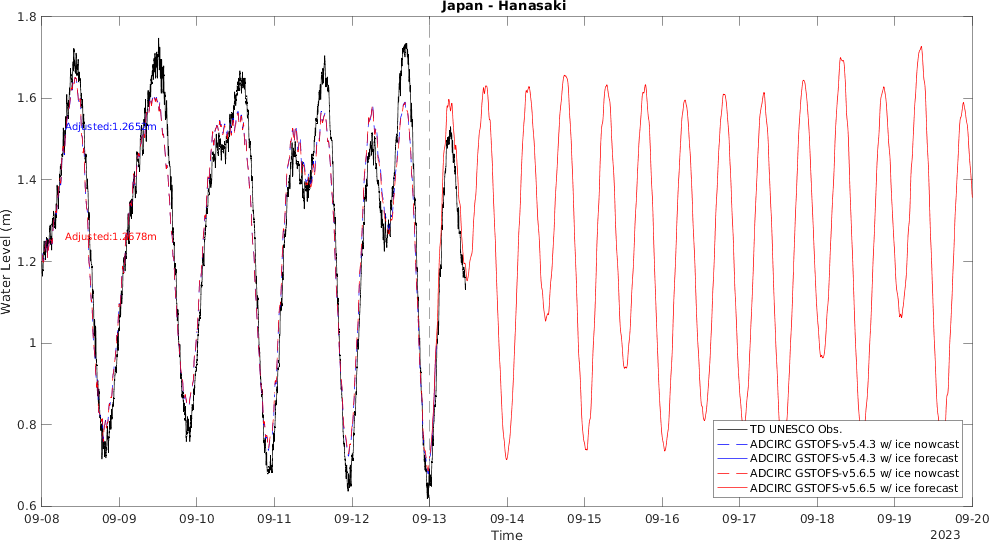 Japan - Hanasaki
1.8
1.6
1.4
1.2
1
0.8
0.6
Water Level (m)
Adjusted:1.2678m
TD UNESCO Obs.
ADCIRC GSTOFS-v5.4.3 w/ ice nowcast
ADCIRC GSTOFS-v5.4.3 w/ ice forecast
ADCIRC GSTOFS-v5.6.5 w/ ice nowcast
ADCIRC GSTOFS-v5.6.5 w/ ice forecast
09-08
09-09
09-10
09-11
09-12
09-13
09-14
09-15
09-16
09-17
09-18
09-19
09-20
Time
2023